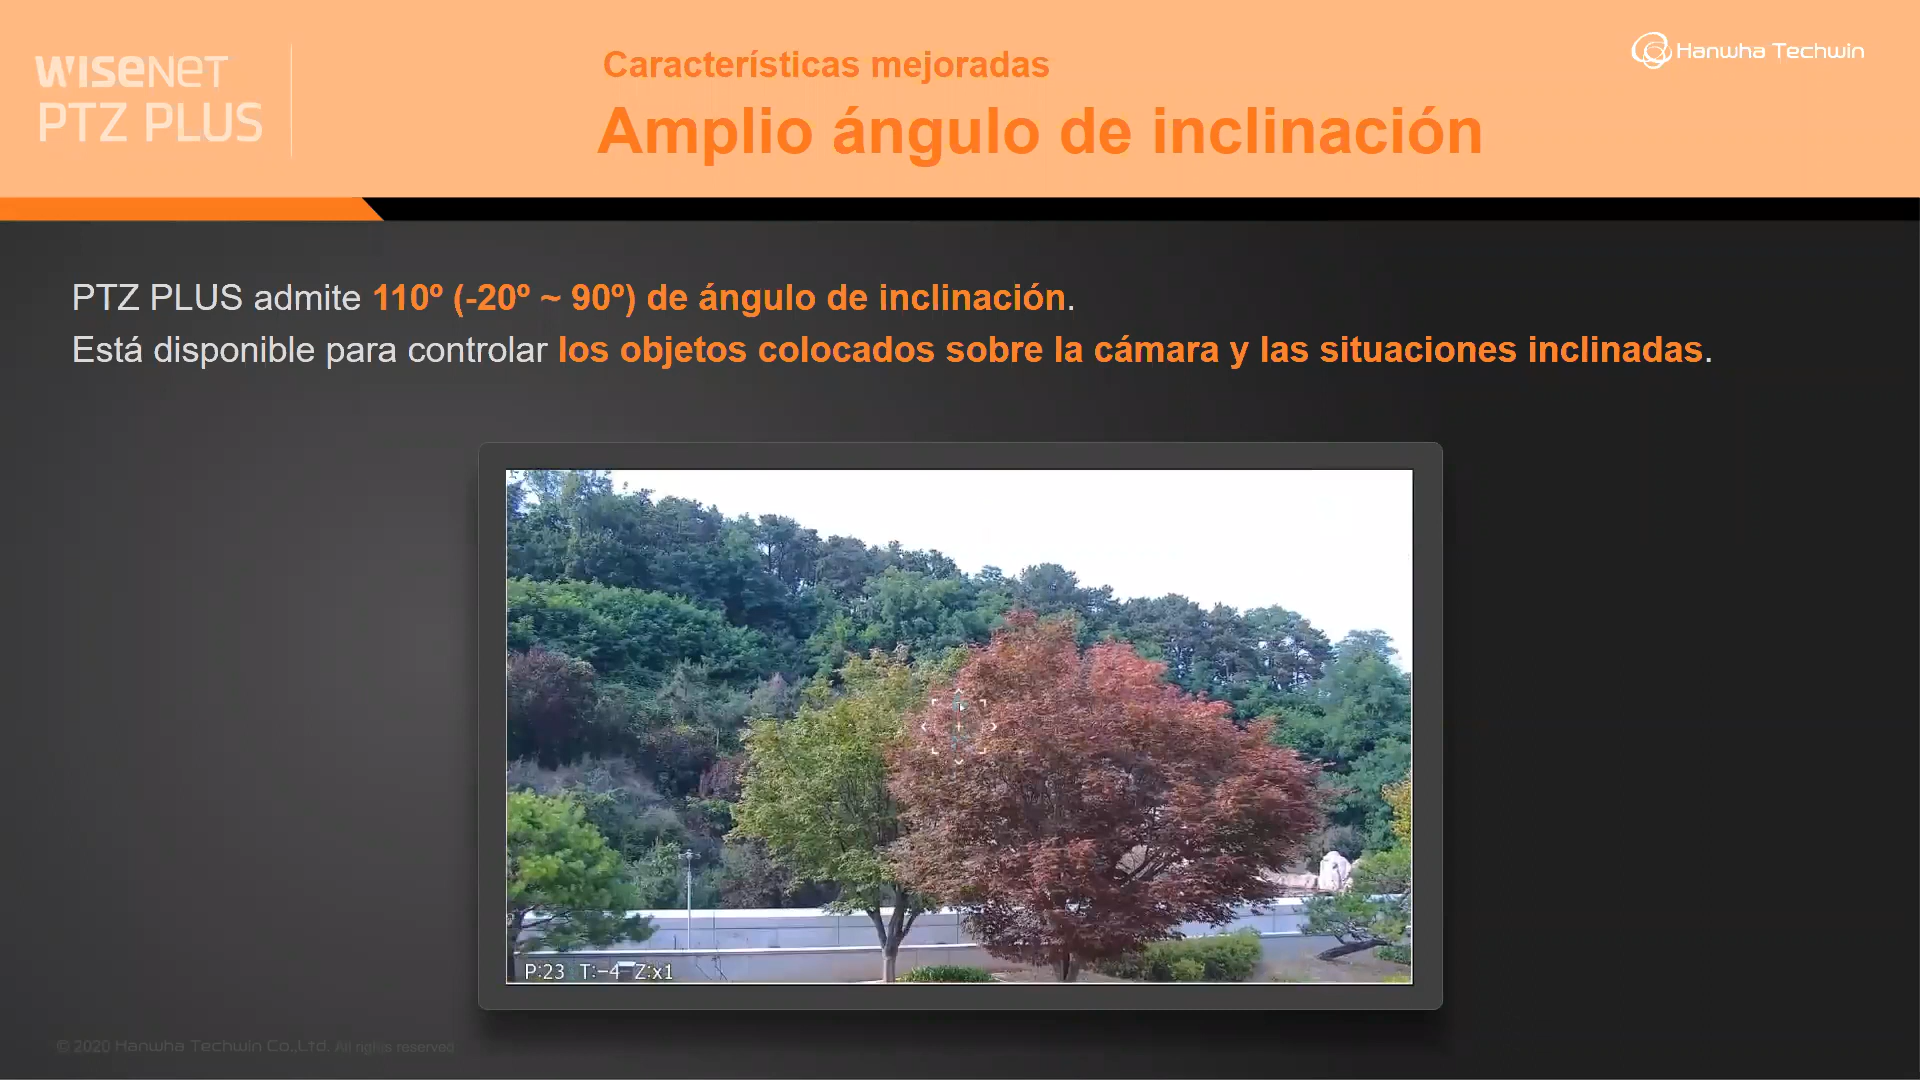 WISENET
PTZ PLUS
Características mejoradas
Amplio ángulo de inclinación
Hanwha Techwin
PTZ PLUS admite 110º (-20º ~ 90º) de ángulo de inclinación.
Está disponible para controlar los objetos colocados sobre la cámara y las situaciones inclinadas.
P:23 T:-4 Z:x1
© 2020 Hanwha Techwin Co.,Ltd. All rights reserved